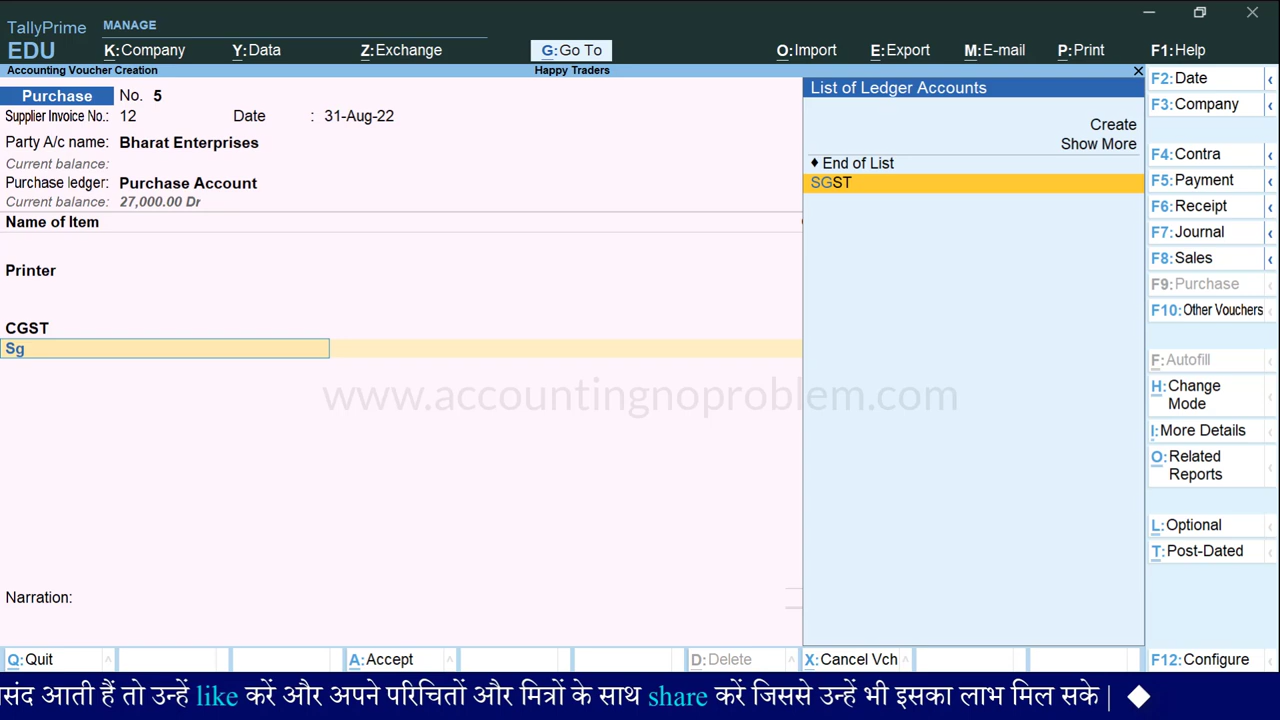 TallyPrime
MANAGE
EDU
K:Company
Y:Data
Z:Exchange
G:Go To
O:Import
E:Export
M:E-mail
P:Print
F1:Help
Accounting Voucher Creation
Happy Traders
Purchase No. 5
Supplier Invoice No.: 12 Date : 31-Aug-22
Party A/c name: Bharat Enterprises
Current balance:
Purchase ledger: Purchase Account
Current balance: 27,000.00 Dr
Name of Item
Printer
CGST
Sg
www.accountingnoproblem.com
Narration:
List of Ledger Accounts
Create
Show More
♦ End of List
SGST
F2:Date
F3:Company
F4:Contra
F5:Payment
F6:Receipt
F7:Journal
F8:Sales
F9:Purchase
F10:Other Vouchers
F:Autofill
H:Change
Mode
I:More Details
O:Related
Reports
L:Optional
T:Post-Dated
Q:Quit
A:Accept
D:Delete
X:Cancel Vch
F12:Configure
संद आती हैं तो उन्हें like करें और अपने परिचितों और मित्रों के साथ share करें जिससे उन्हें भी इसका लाभ मिल सके | ◆